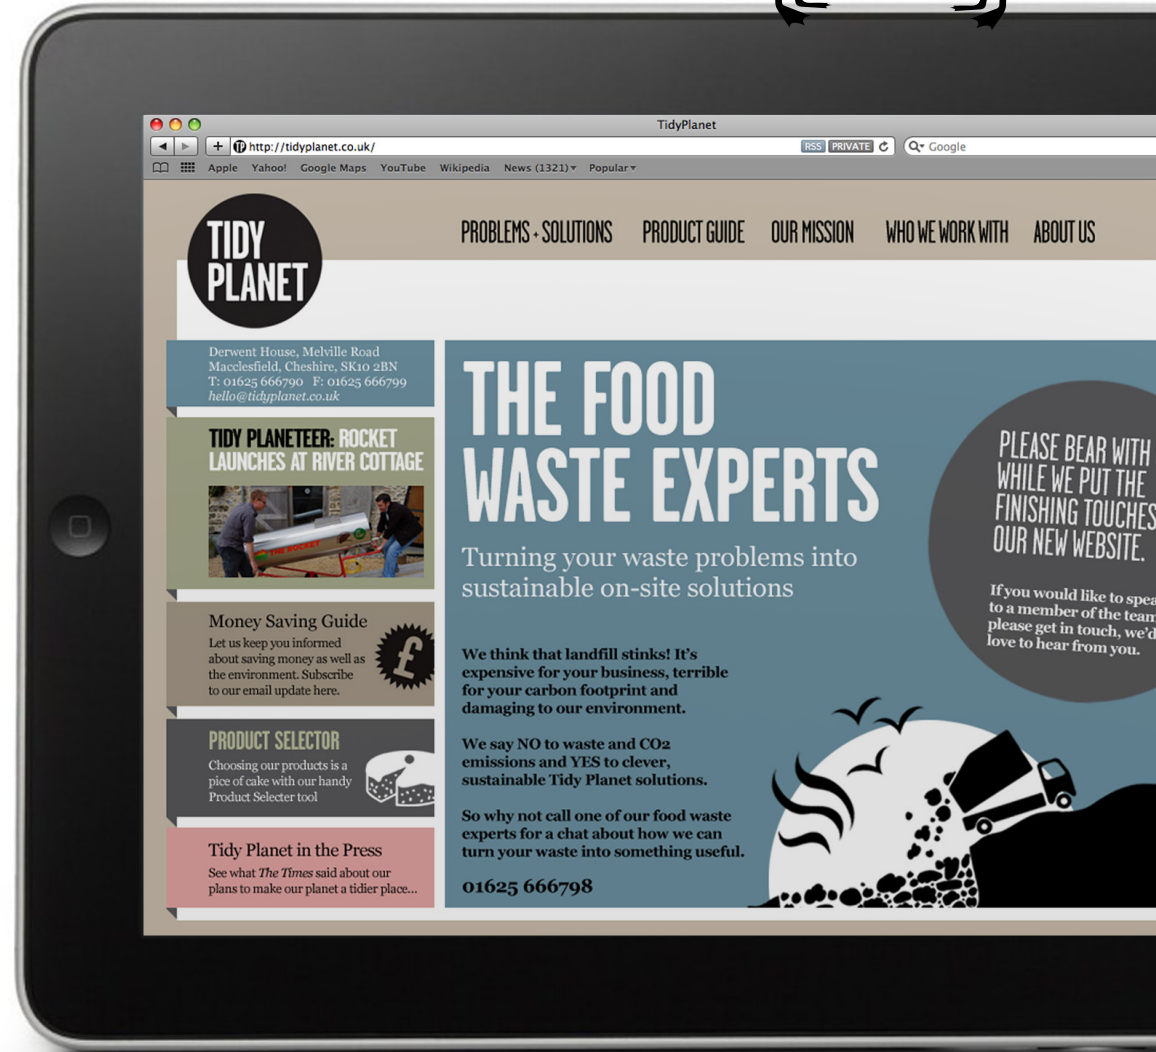 TidyPlanet
http://tidyplanet.co.uk/
RSS PRIVATE
Google
Apple Yahoo! Google Maps YouTube Wikipedia News (1321) Popular
TIDY
PLANET
PROBLEMS + SOLUTIONS PRODUCT GUIDE OUR MISSION WHO WE WORK WITH ABOUT US
Derwent House, Melville Road
Macclesfield, Cheshire, SK10 2BN
T: 01625 666790 F: 01625 666799
hello@tidyplanet.co.uk
TIDY PLANETEER: ROCKET
LAUNCHES AT RIVER COTTAGE
THE ROCKET
Money Saving Guide
Let us keep you informed
about saving money as well as
the environment. Subscribe
to our email update here.
£
PRODUCT SELECTOR
Choosing our products is a
pice of cake with our handy
Product Selecter tool
Tidy Planet in the Press
See what The Times said about our
plans to make our planet a tidier place...
THE FOOD
WASTE EXPERTS
Turning your waste problems into
sustainable on-site solutions
We think that landfill stinks! It's
expensive for your business, terrible
for your carbon footprint and
damaging to our environment.
We say NO to waste and CO2
emissions and YES to clever,
sustainable Tidy Planet solutions.
So why not call one of our food waste
experts for a chat about how we can
turn your waste into something useful.
01625 666798
PLEASE BEAR WITH
WHILE WE PUT THE
FINISHING TOUCHES
OUR NEW WEBSITE.
If you would like to spea
to a member of the team
please get in touch, we'd
love to hear from you.